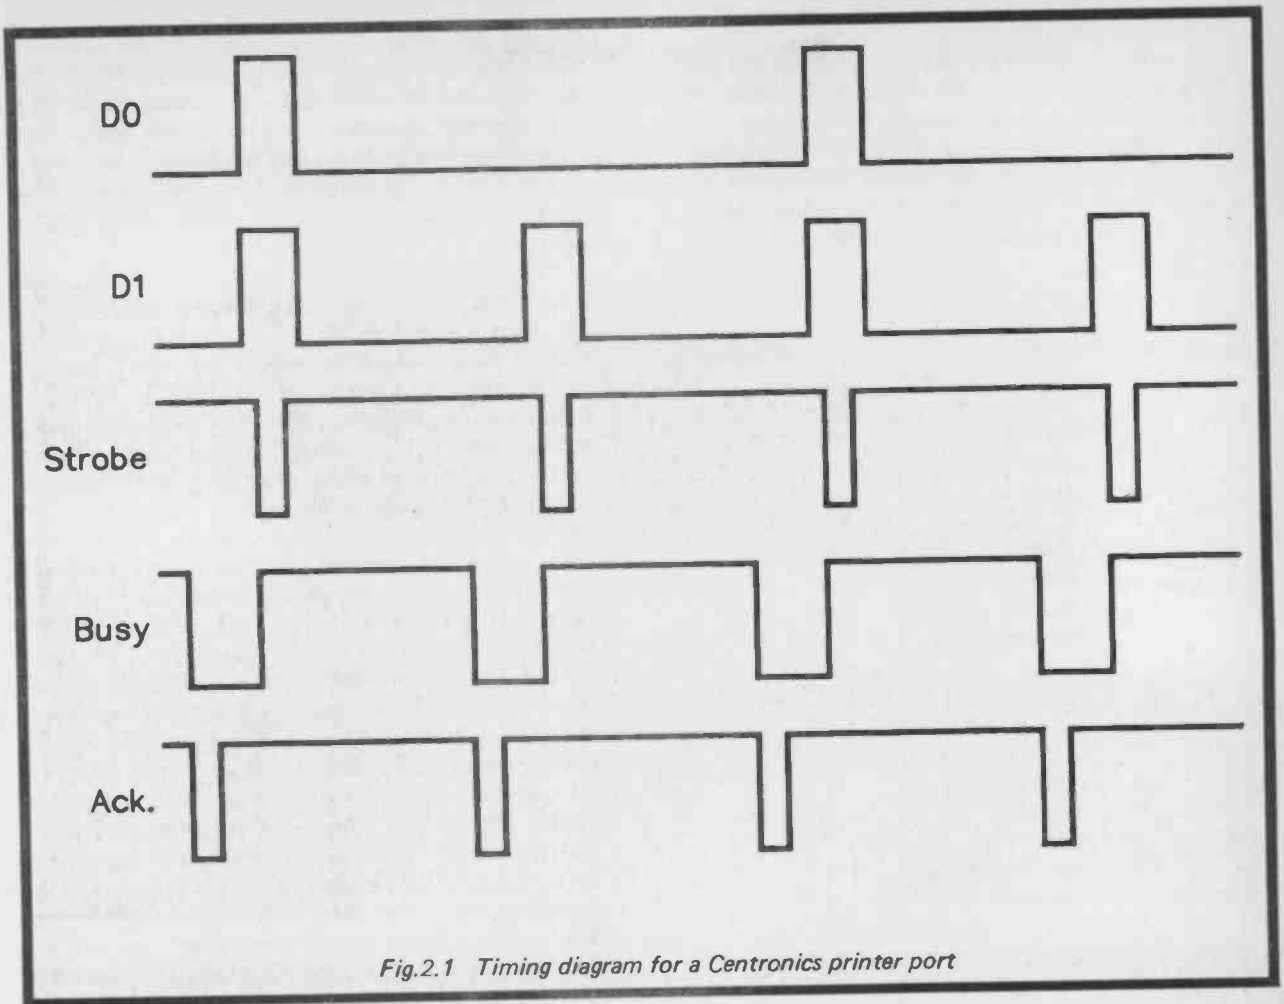 D0
D1
Strobe
Busy
Ack.
Fig.2.1 Timing diagram for a Centronics printer port